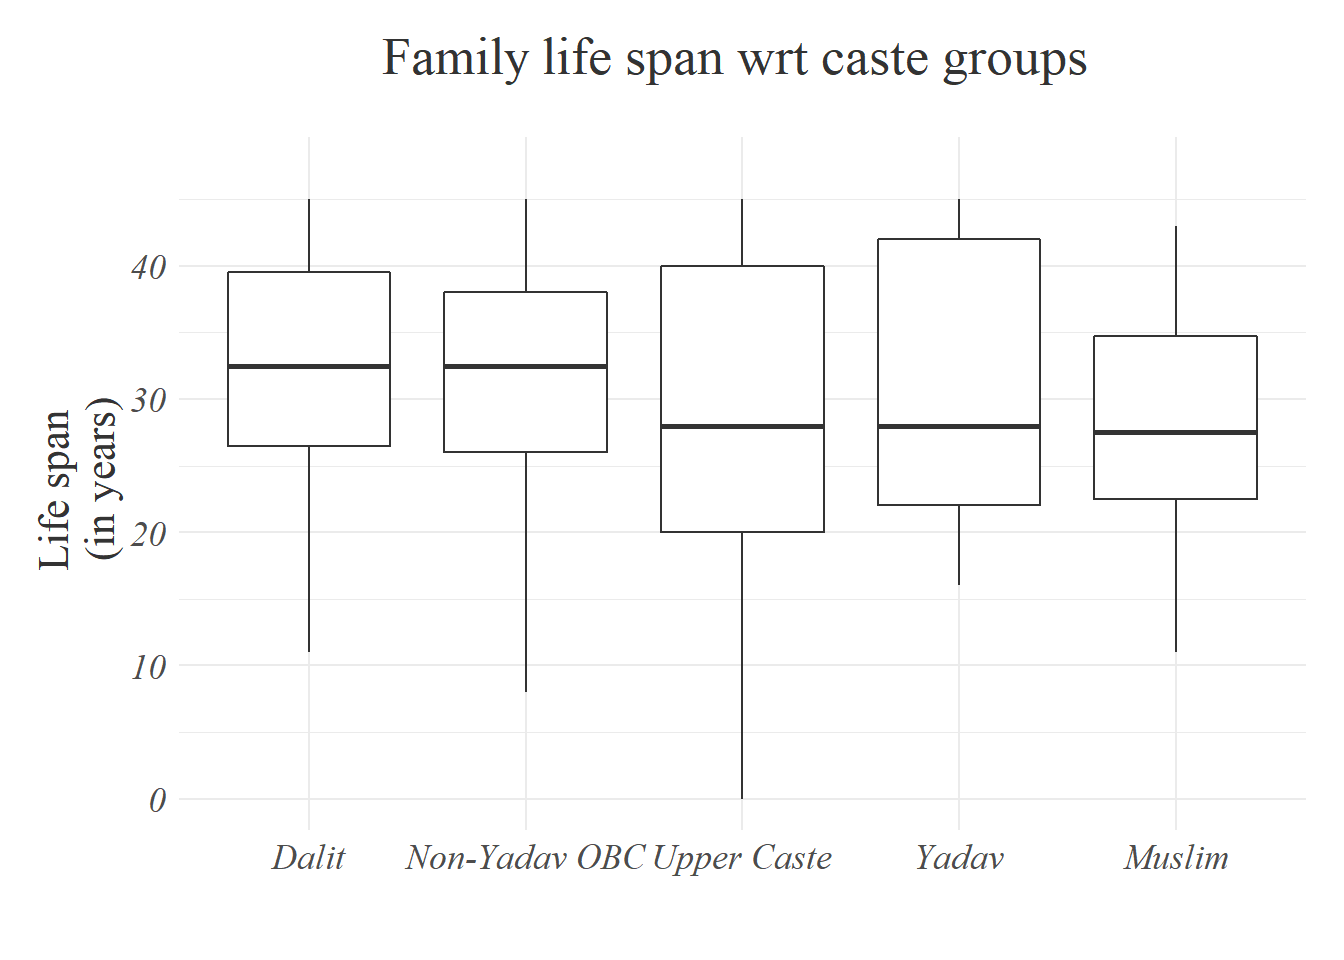 Family life span wrt caste groups
Life span
(in years)
40
30
20
10
0
Dalit
Non-Yadav OBC
Upper Caste
Yadav
Muslim